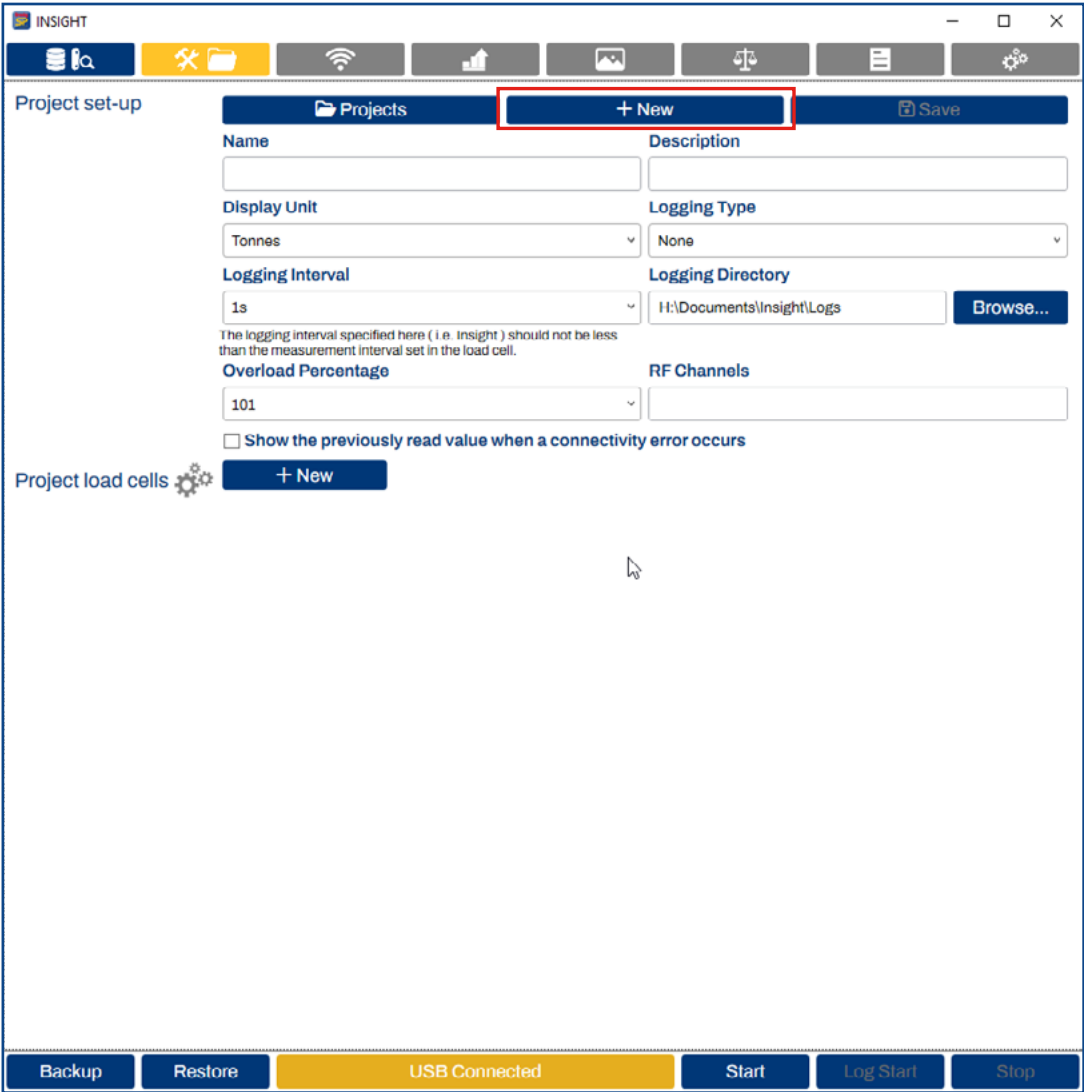 INSIGHT
Project set-up
Projects
+ New
Save
Name
Description
Display Unit
Logging Type
Tonnes
None
Logging Interval
Logging Directory
1s
H:\Documents\Insight\Logs
Browse...
The logging interval specified here ( i.e. Insight ) should not be less
than the measurement interval set in the load cell.
Overload Percentage
RF Channels
101
Show the previously read value when a connectivity error occurs
Project load cells
+ New
Backup
Restore
USB Connected
Start
Log Start
Stop